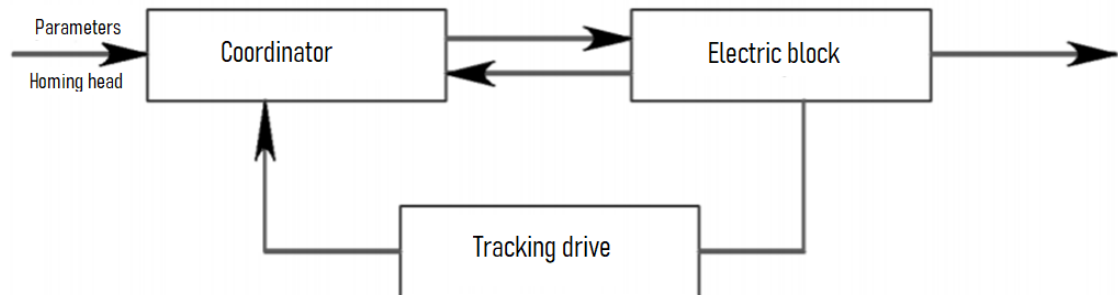 Parameters
Homing head
Coordinator
Electric block
Tracking drive